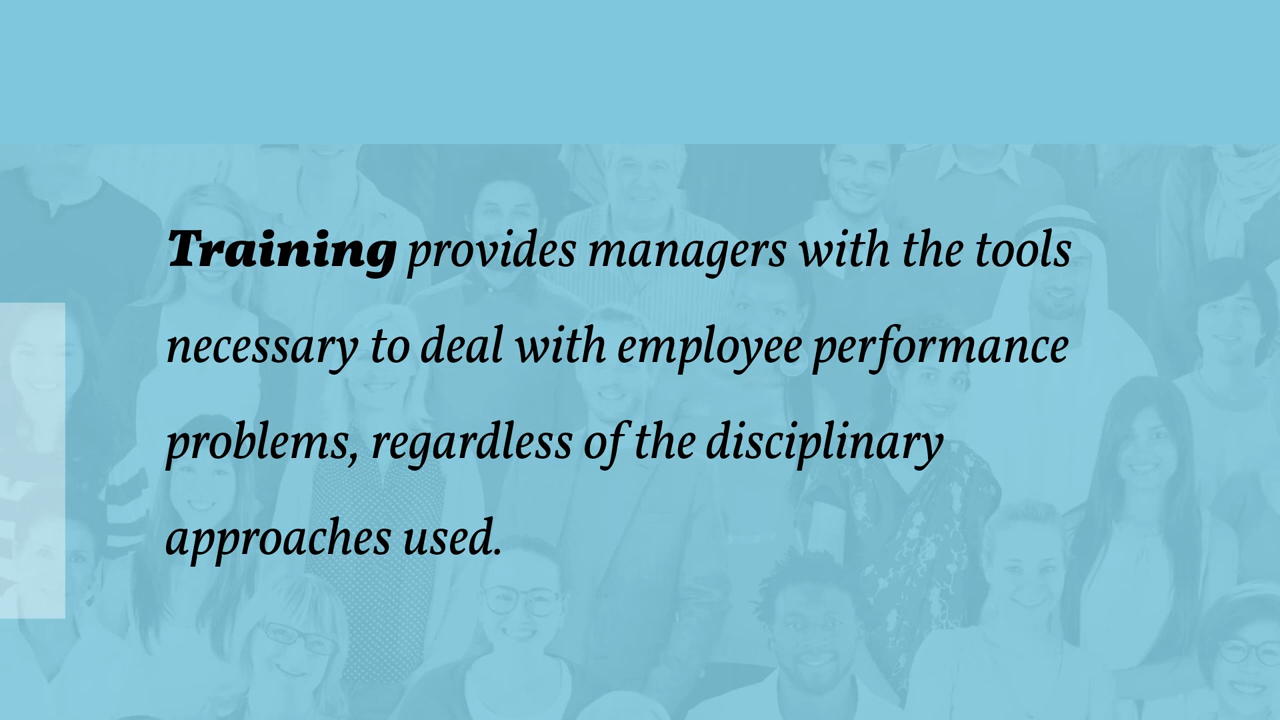 Training provides managers with the tools
necessary to deal with employee performance
problems, regardless of the disciplinary
approaches used.